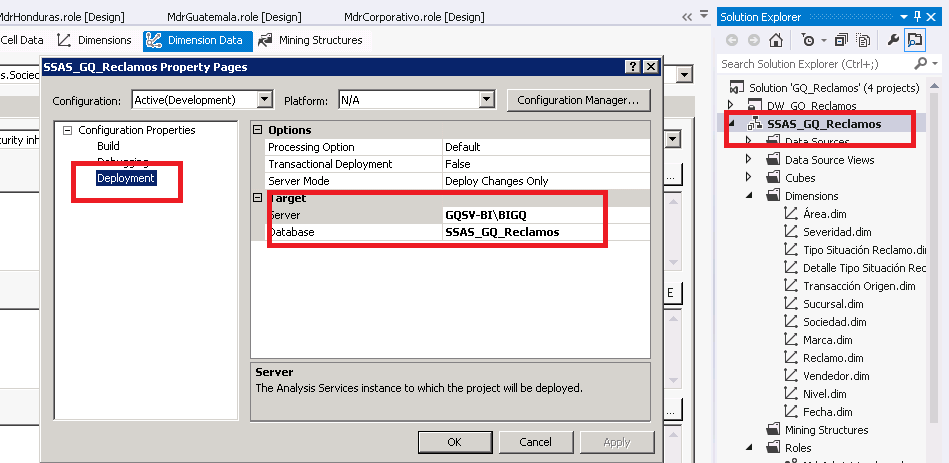 MdrHonduras.role [Design]
MdrGuatemala.role [Design]
MdrCorporativo.role [Design]
Cell Data
Dimensions
Dimension Data
Mining Structures
s.Socied
curity inh
SSAS_GQ_Reclamos Property Pages
Configuration:
Active(Development)
Platform:
N/A
Configuration Manager...
Configuration Properties
Build
Debugging
Deployment
Options
Processing Option Default
Transactional Deployment False
Server Mode Deploy Changes Only
Target
Server GQSV-BI\BIGQ
Database SSAS_GQ_Reclamos
Server
The Analysis Services instance to which the project will be deployed.
OK
Cancel
Apply
...
E
...
Solution Explorer
Search Solution Explorer (Ctrl+;)
Solution 'GQ_Reclamos' (4 projects)
DW_GQ_Reclamos
SSAS_GQ_Reclamos
Data Sources
Data Source Views
Cubes
Dimensions
Área.dim
Severidad.dim
Tipo Situación Reclamo.di
Detalle Tipo Situación Rec
Transacción Origen.dim
Sucursal.dim
Sociedad.dim
Marca.dim
Reclamo.dim
Vendedor.dim
Nivel.dim
Fecha.dim
Mining Structures
Roles